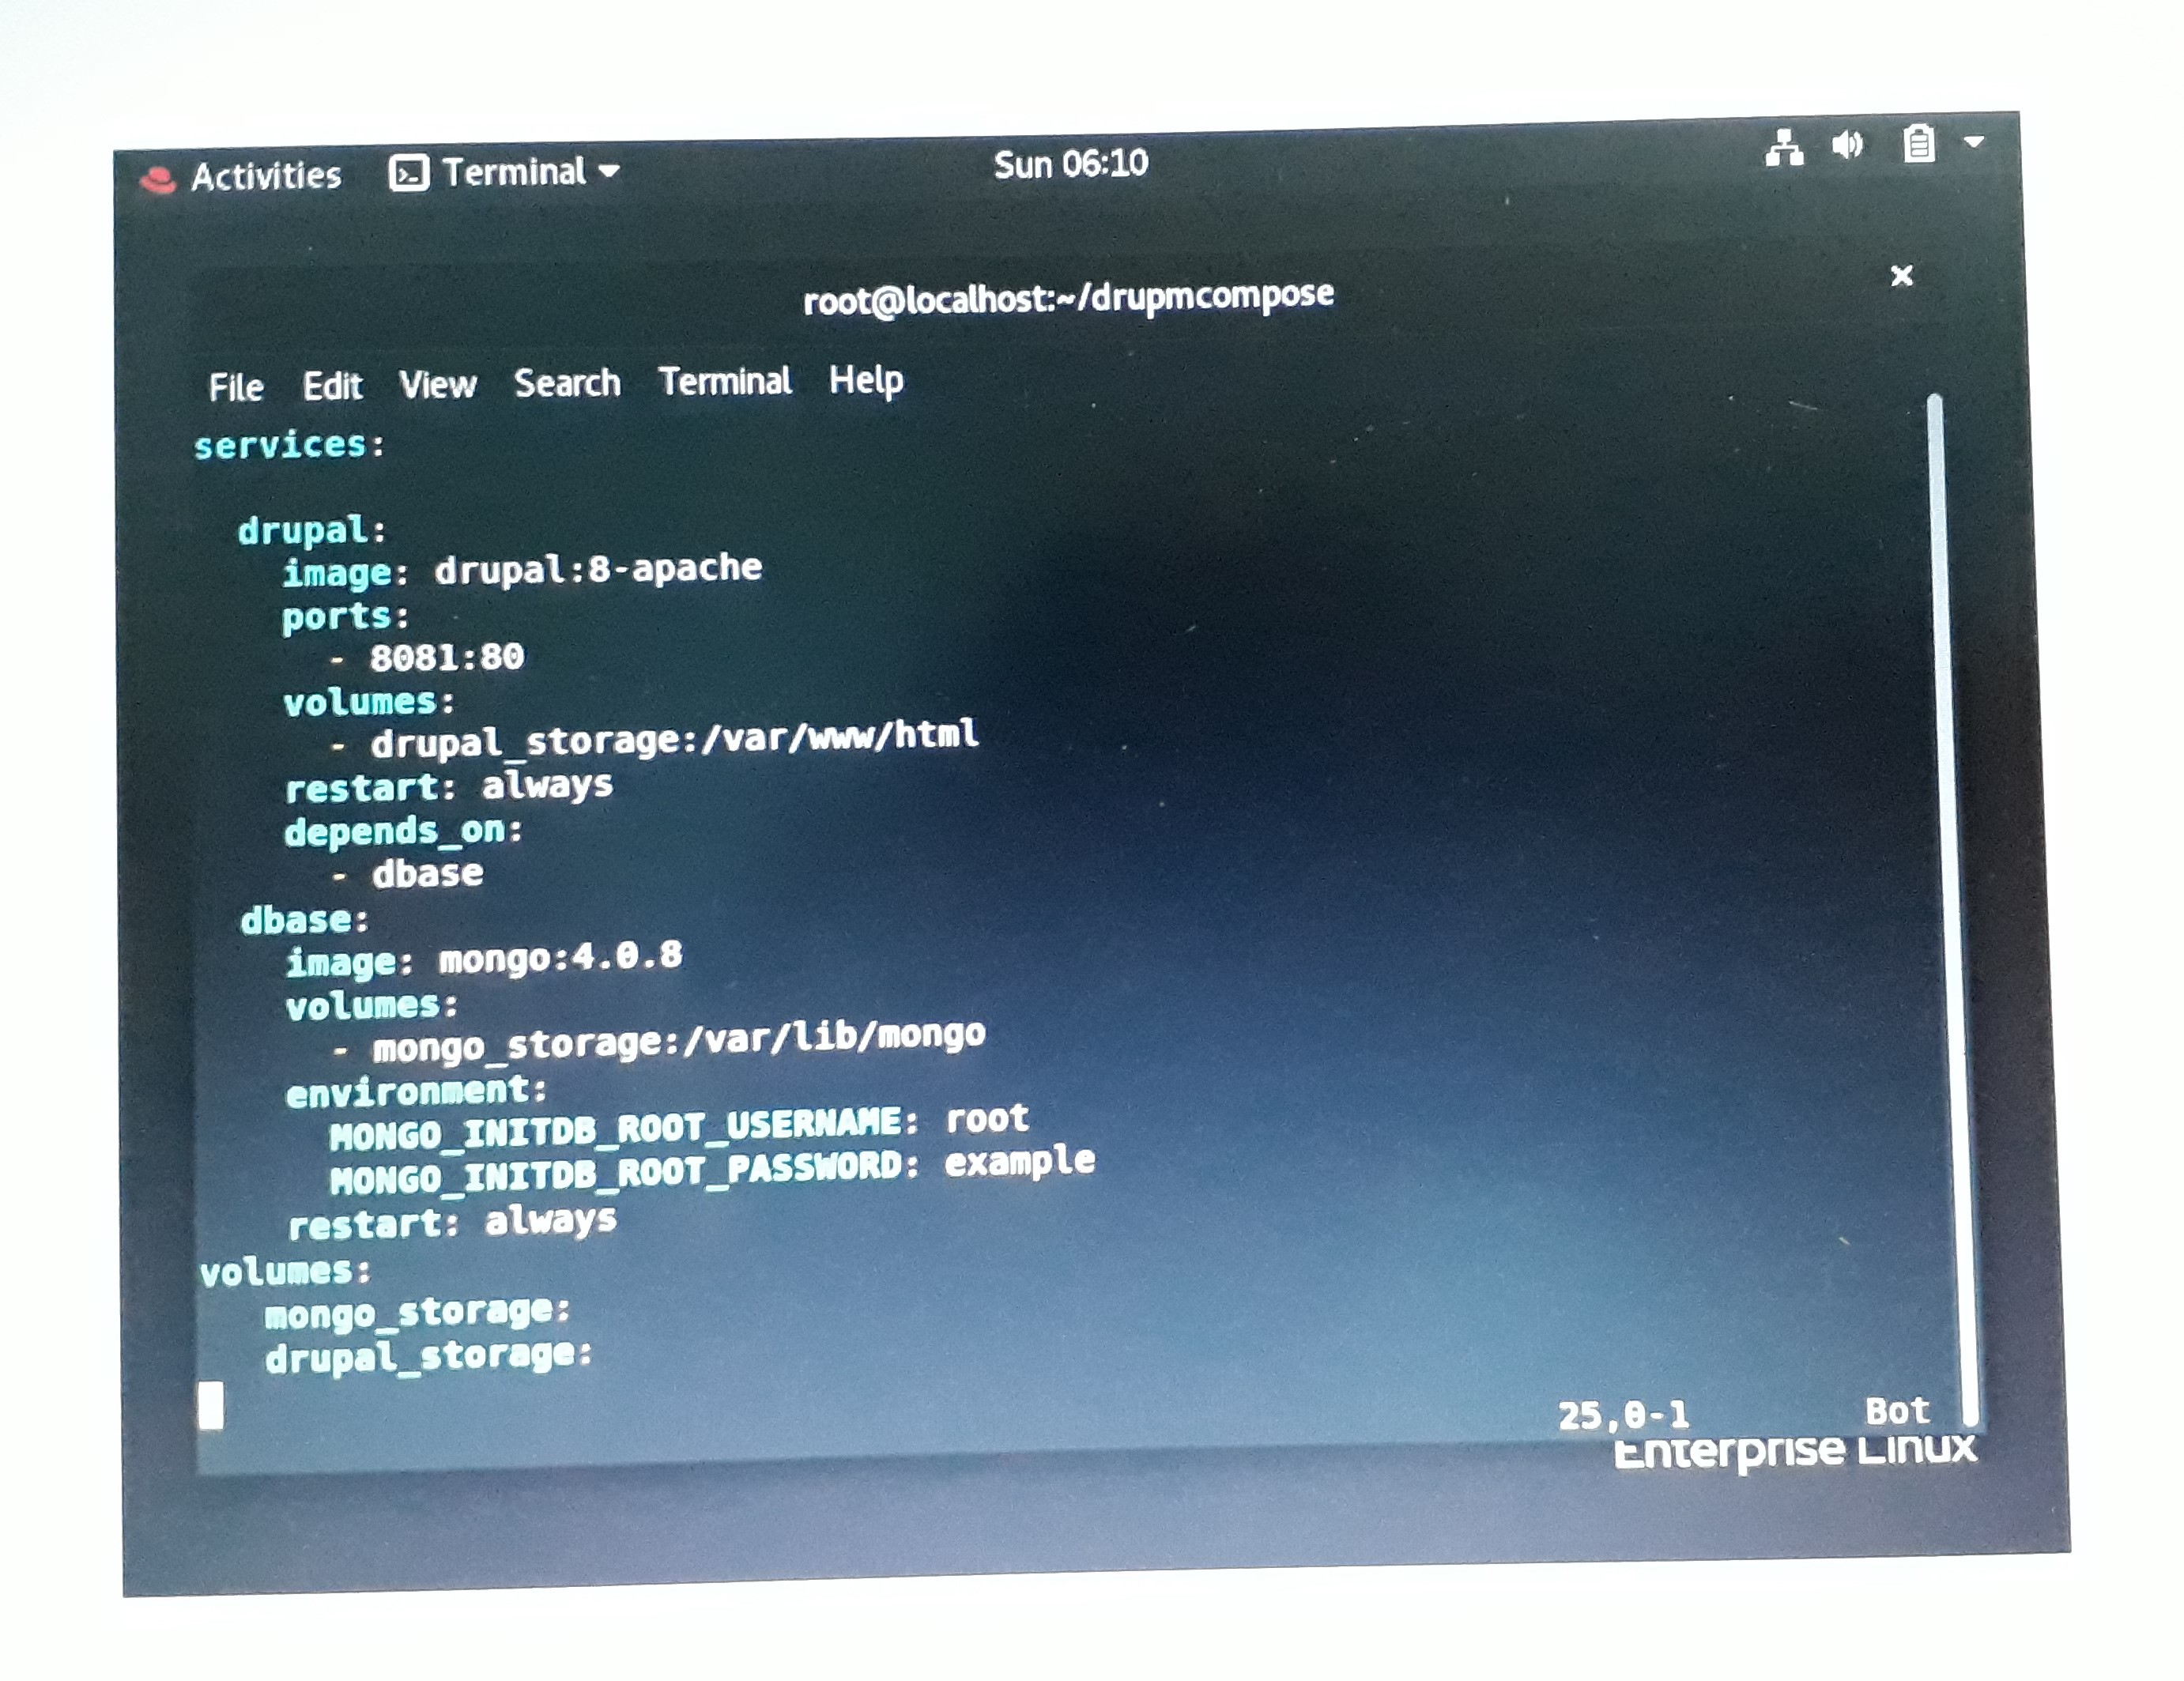 Activities Terminal Sun 06:10
root@localhost:~/drupmcompose
File Edit View Search Terminal Help
services:
  drupal:
    image: drupal:8-apache
    ports:
      - 8081:80
    volumes:
      - drupal_storage:/var/www/html
    restart: always
    depends_on:
      - dbase
  dbase:
    image: mongo:4.0.8
    volumes:
      - mongo_storage:/var/lib/mongo
    environment:
      MONGO_INITDB_ROOT_USERNAME: root
      MONGO_INITDB_ROOT_PASSWORD: example
    restart: always
volumes:
   mongo_storage:
   drupal_storage:
25,0-1 Bot
Enterprise Linux